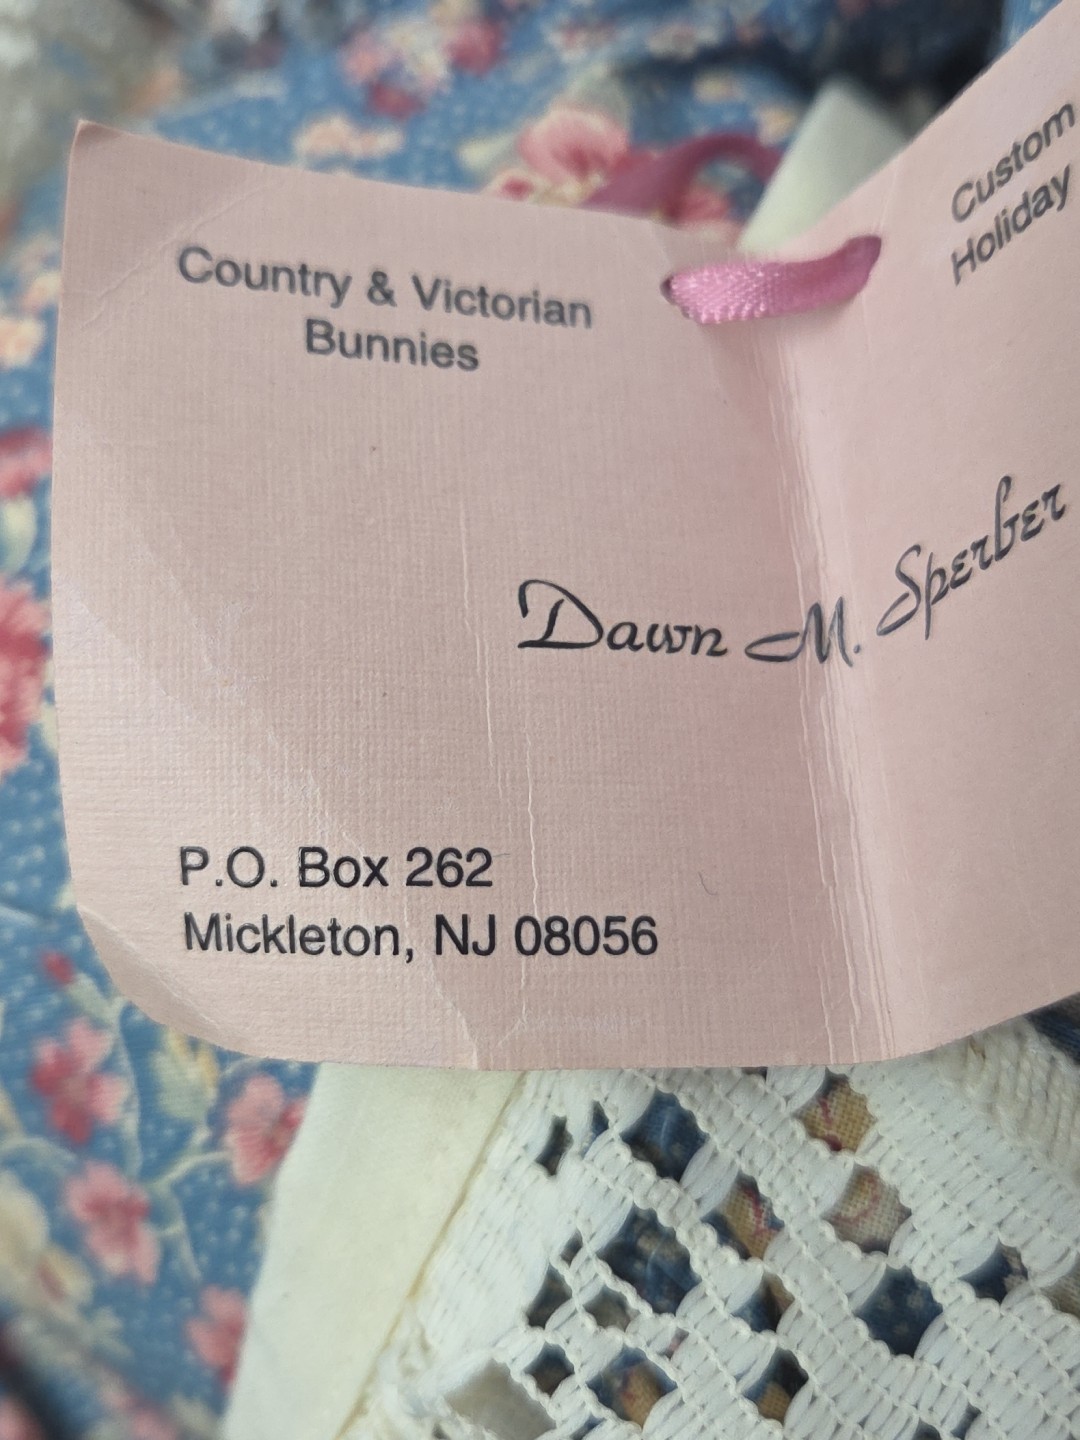 Country & Victorian
Bunnies
Custom
Holiday
Dawn M. Sperber
P.O. Box 262
Mickleton, NJ 08056